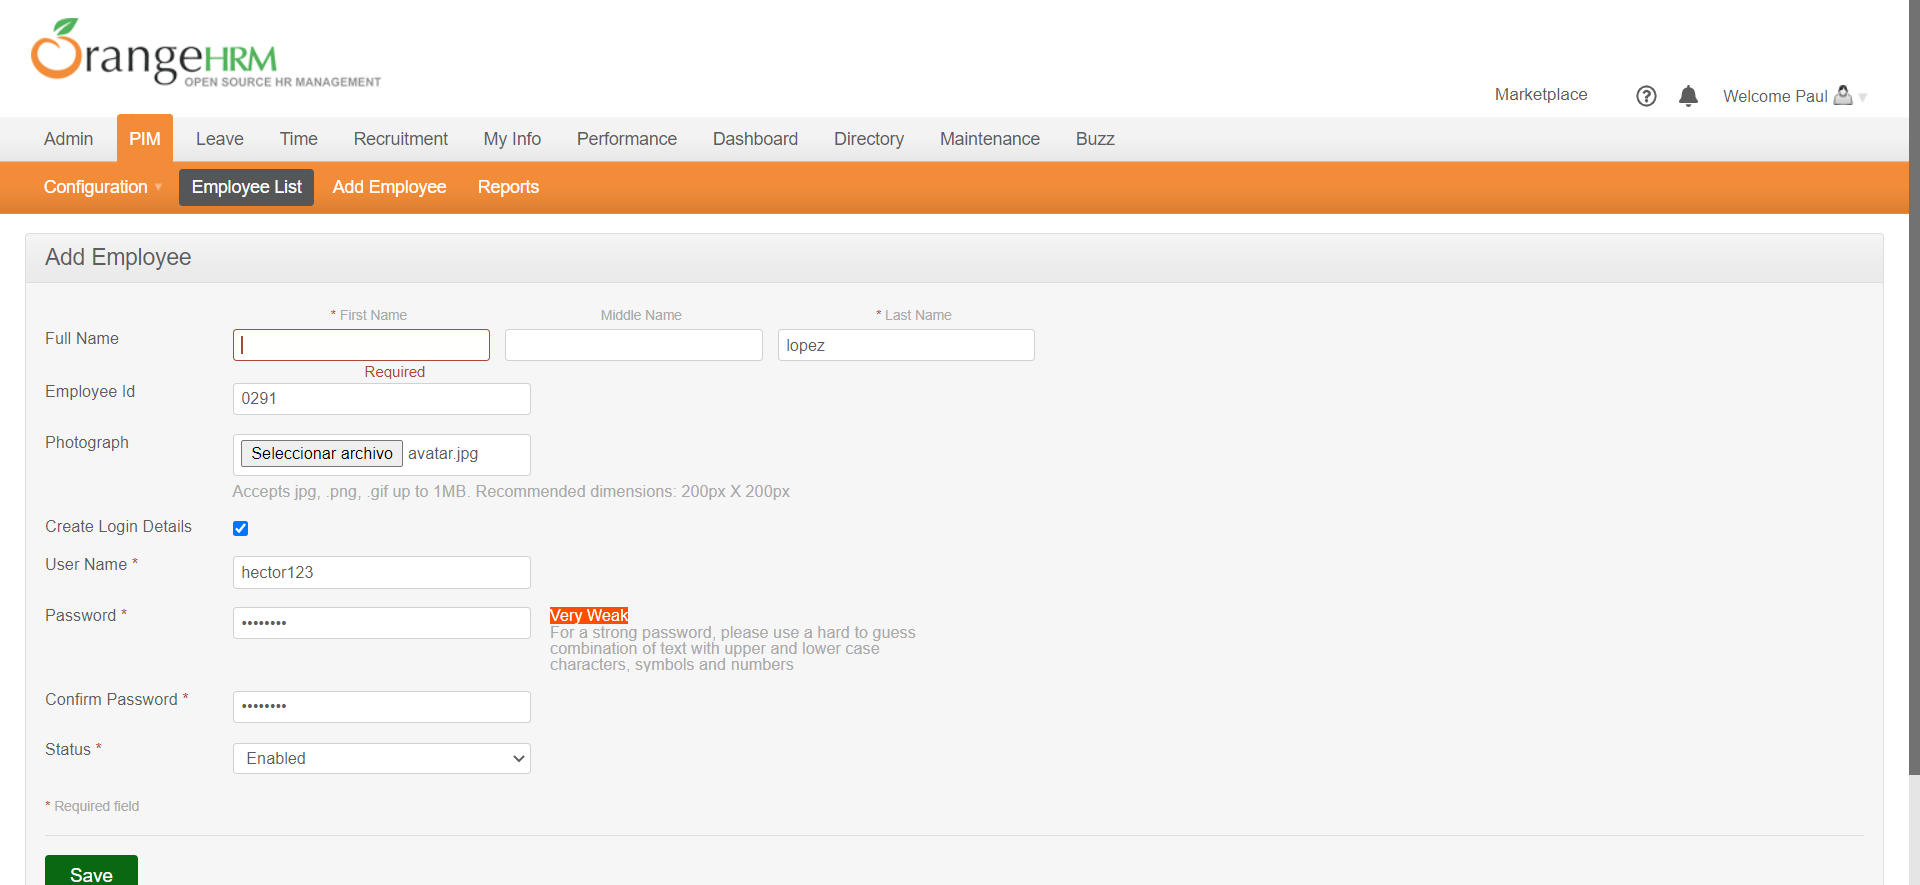 OrangeHRM
OPEN SOURCE HR MANAGEMENT
Marketplace
Welcome Paul
Admin PIM Leave Time Recruitment My Info Performance Dashboard Directory Maintenance Buzz
Configuration Employee List Add Employee Reports
Add Employee
* First Name Middle Name * Last Name
Full Name lopez
Required
Employee Id 0291
Photograph Seleccionar archivo avatar.jpg
Accepts jpg, .png, .gif up to 1MB. Recommended dimensions: 200px X 200px
Create Login Details
User Name * hector123
Password * •••••••• Very Weak
For a strong password, please use a hard to guess
combination of text with upper and lower case
characters, symbols and numbers
Confirm Password * ••••••••
Status * Enabled
* Required field
Save